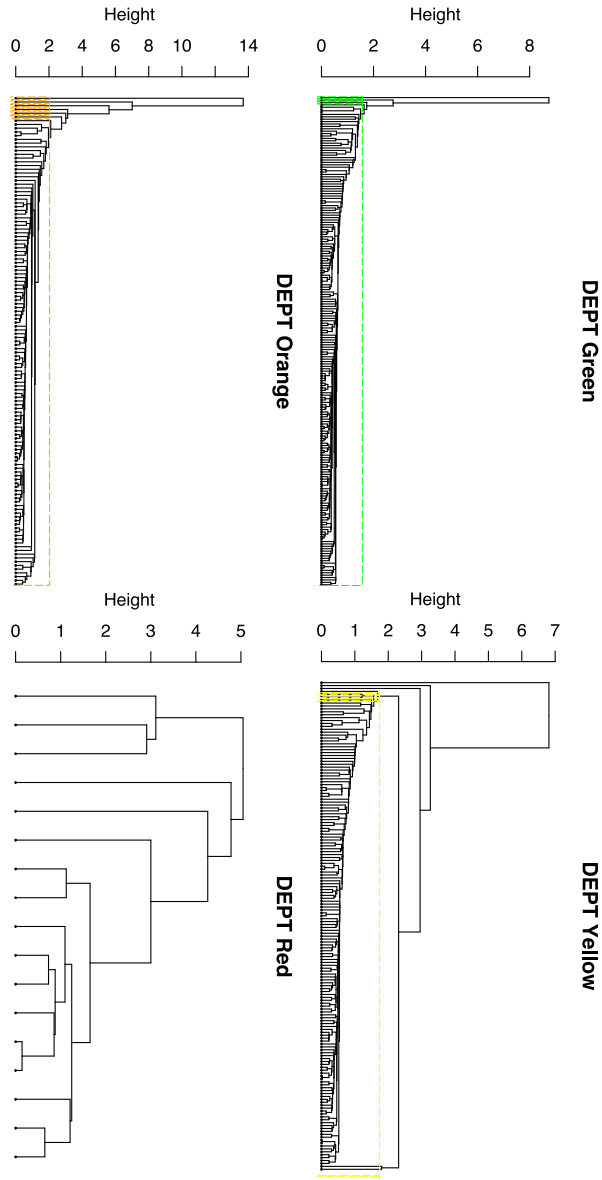 Height
0 2 4 6 8 10 14
DEPT Orange
Height
0 2 4 6 8
DEPT Green
Height
0 1 2 3 4 5
DEPT Red
Height
0 1 2 3 4 5 6 7
DEPT Yellow